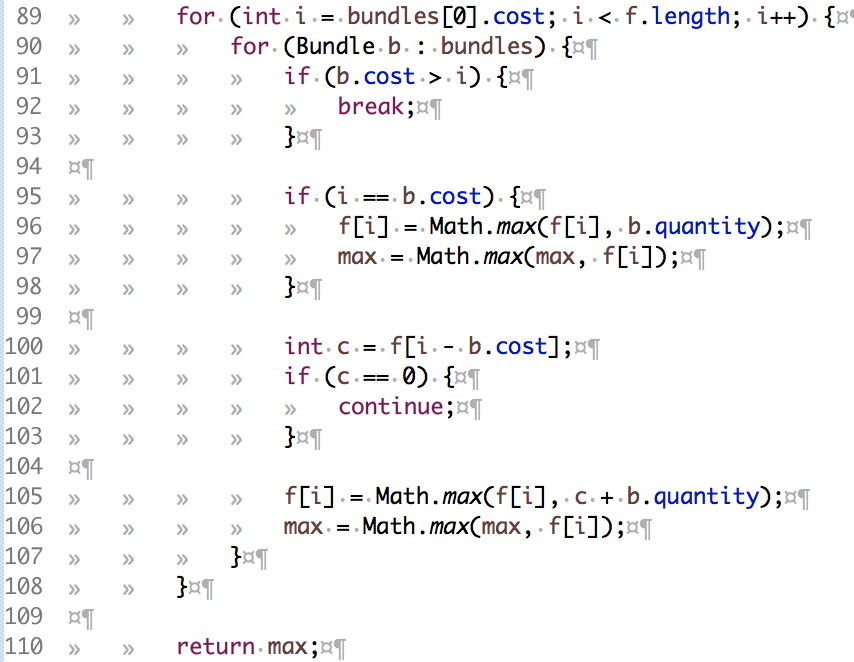 89 » » for·(int·i·=·bundles[0].cost;·i·<·f.length;·i++)·{¤¶
90 » » » for·(Bundle·b·:·bundles)·{¤¶
91 » » » » if·(b.cost·>·i)·{¤¶
92 » » » » » break;¤¶
93 » » » » }¤¶
94 ¤¶
95 » » » » if·(i·==·b.cost)·{¤¶
96 » » » » » f[i]·=·Math.max(f[i],·b.quantity);¤¶
97 » » » » » max·=·Math.max(max,·f[i]);¤¶
98 » » » » }¤¶
99 ¤¶
100 » » » » int·c·=·f[i·-·b.cost];¤¶
101 » » » » if·(c·==·0)·{¤¶
102 » » » » » continue;¤¶
103 » » » » }¤¶
104 ¤¶
105 » » » » f[i]·=·Math.max(f[i],·c·+·b.quantity);¤¶
106 » » » » max·=·Math.max(max,·f[i]);¤¶
107 » » » }¤¶
108 » » }¤¶
109 ¤¶
110 » » return·max;¤¶